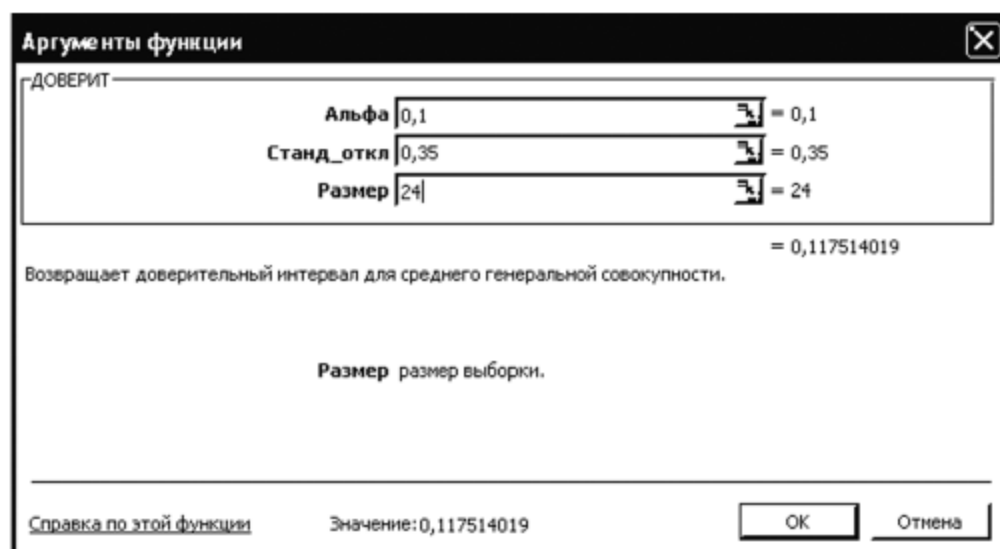 Аргументы функции
ДОВЕРИТ
Альфа 0,1 = 0,1
Станд_откл 0,35 = 0,35
Размер 24 = 24
= 0,117514019
Возвращает доверительный интервал для среднего генеральной совокупности.
Размер размер выборки.
Справка по этой функции Значение:0,117514019 ОК Отмена